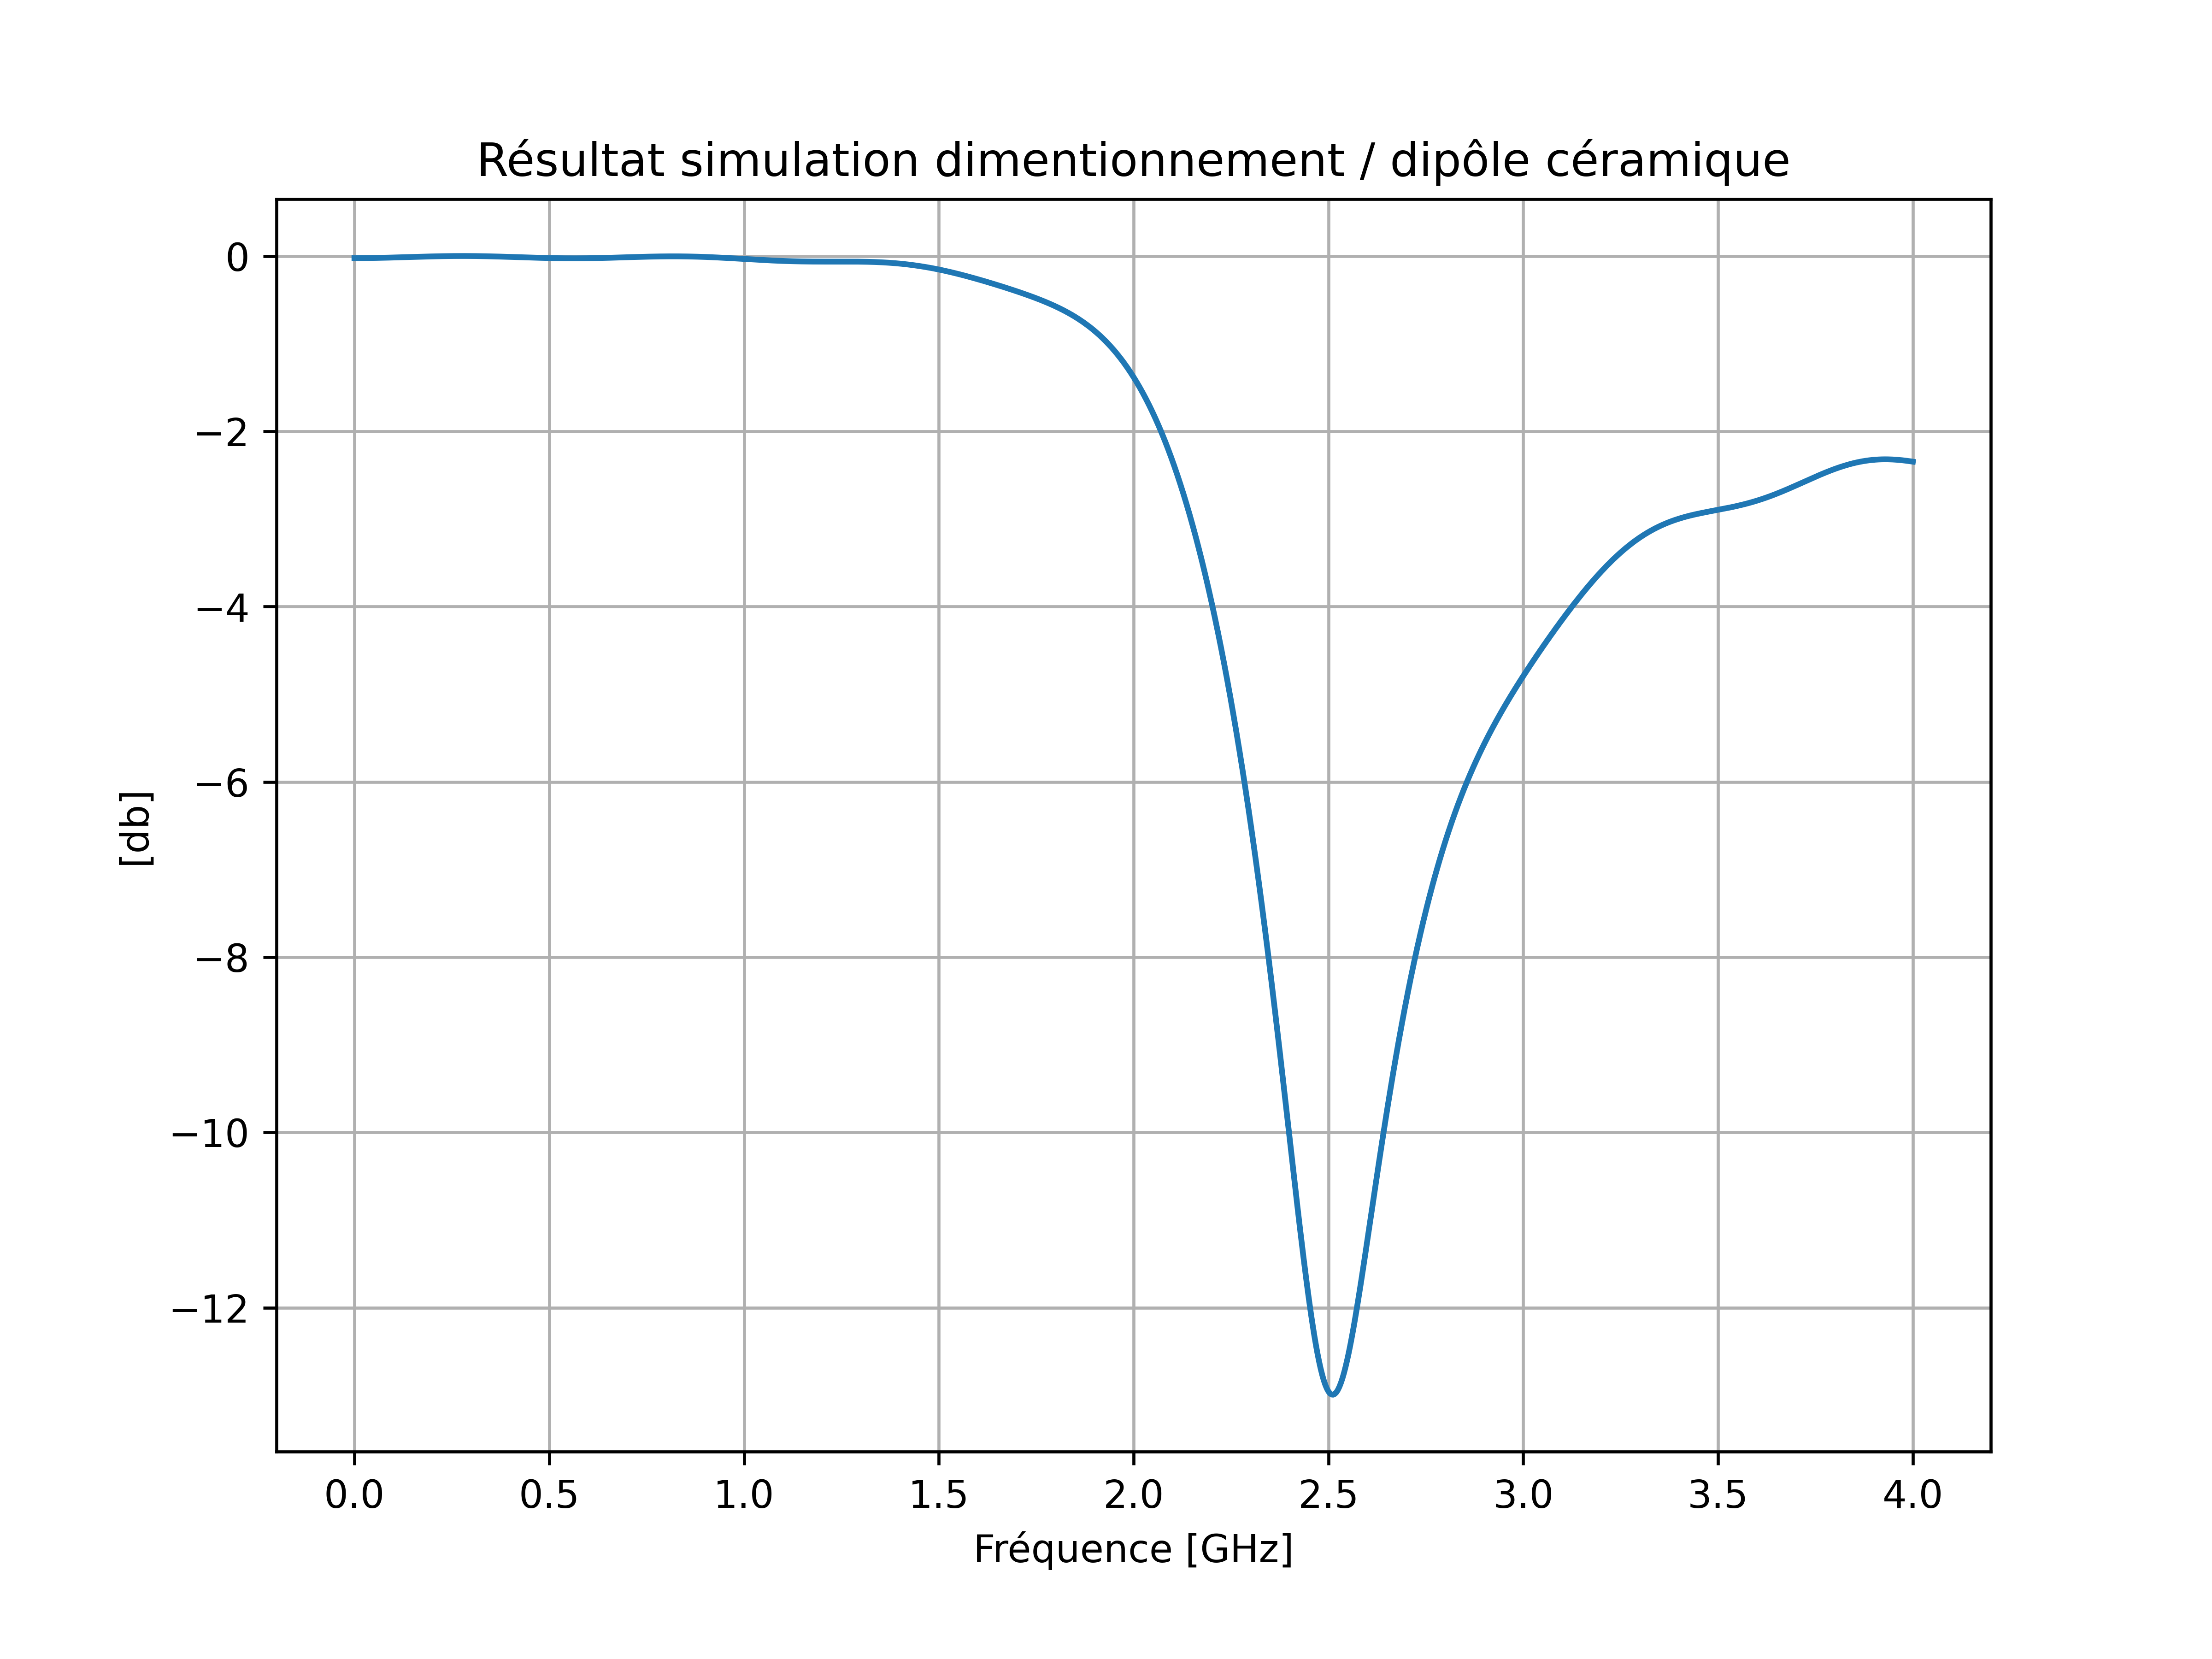 Résultat simulation dimentionnement / dipôle céramique
0
−2
−4
−6
−8
−10
−12
[db]
0.0 0.5 1.0 1.5 2.0 2.5 3.0 3.5 4.0
Fréquence [GHz]